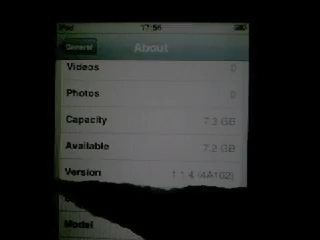 iPod 17:56
General About
Videos 0
Photos 0
Capacity 7.3 GB
Available 7.2 GB
Version 1.1.4 (4A102)
Model